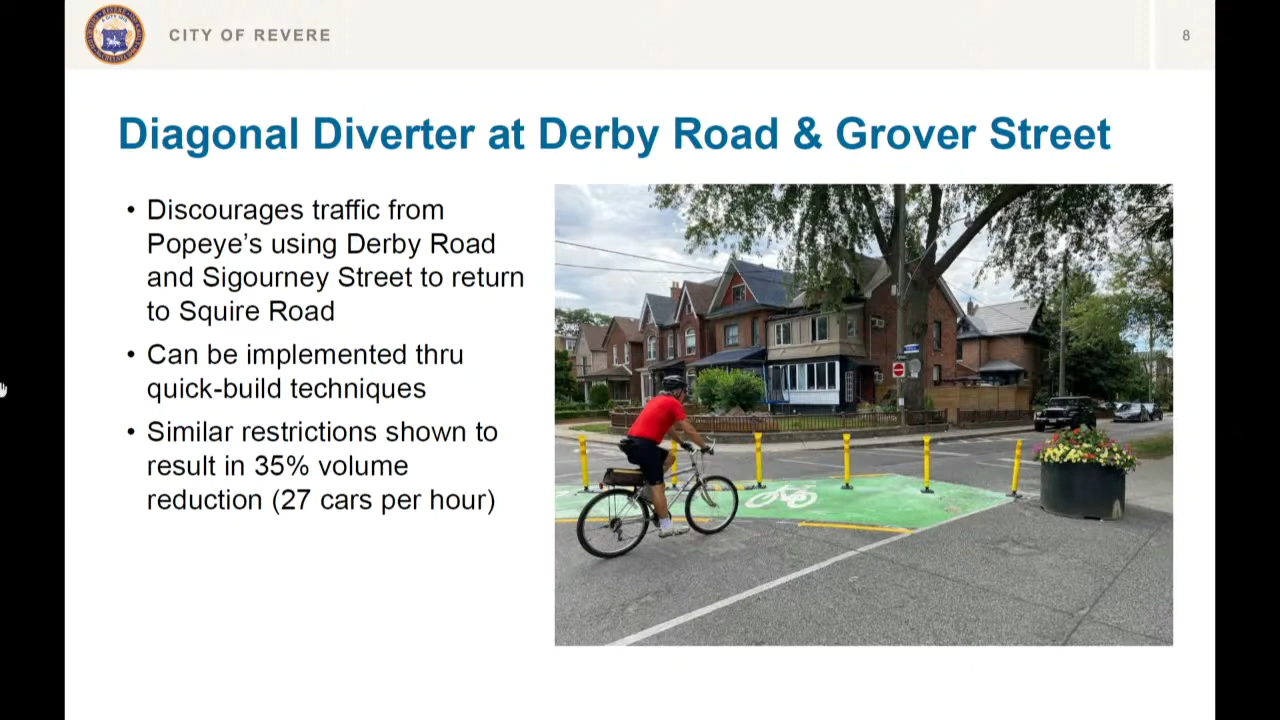 CITY OF REVERE
8
Diagonal Diverter at Derby Road & Grover Street
• Discourages traffic from
Popeye’s using Derby Road
and Sigourney Street to return
to Squire Road
• Can be implemented thru
quick-build techniques
• Similar restrictions shown to
result in 35% volume
reduction (27 cars per hour)